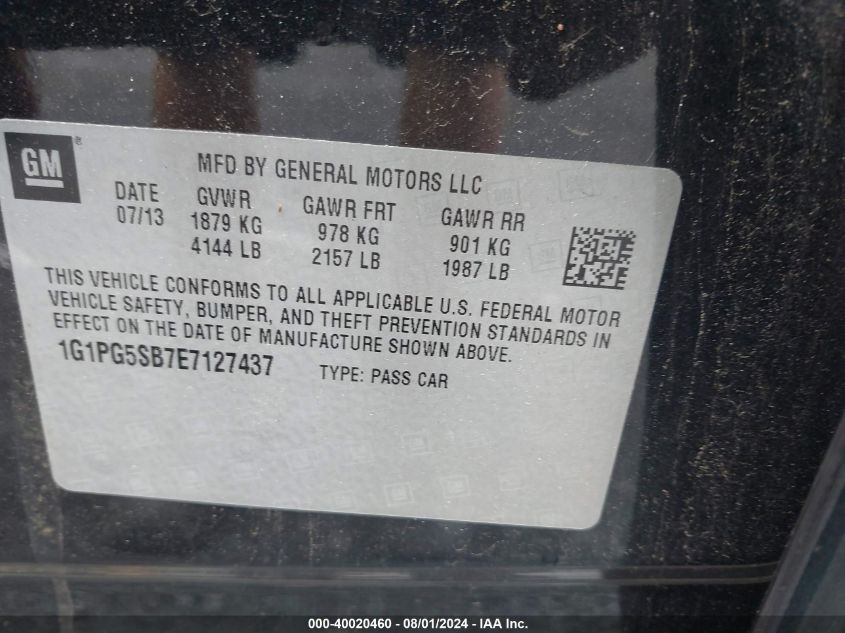 GM®
MFD BY GENERAL MOTORS LLC
DATE GVWR GAWR FRT GAWR RR
07/13 1879 KG 978 KG 901 KG
4144 LB 2157 LB 1987 LB
THIS VEHICLE CONFORMS TO ALL APPLICABLE U.S. FEDERAL MOTOR
VEHICLE SAFETY, BUMPER, AND THEFT PREVENTION STANDARDS IN
EFFECT ON THE DATE OF MANUFACTURE SHOWN ABOVE.
1G1PG5SB7E7127437 TYPE: PASS CAR
000-40020460 - 08/01/2024 - IAA Inc.